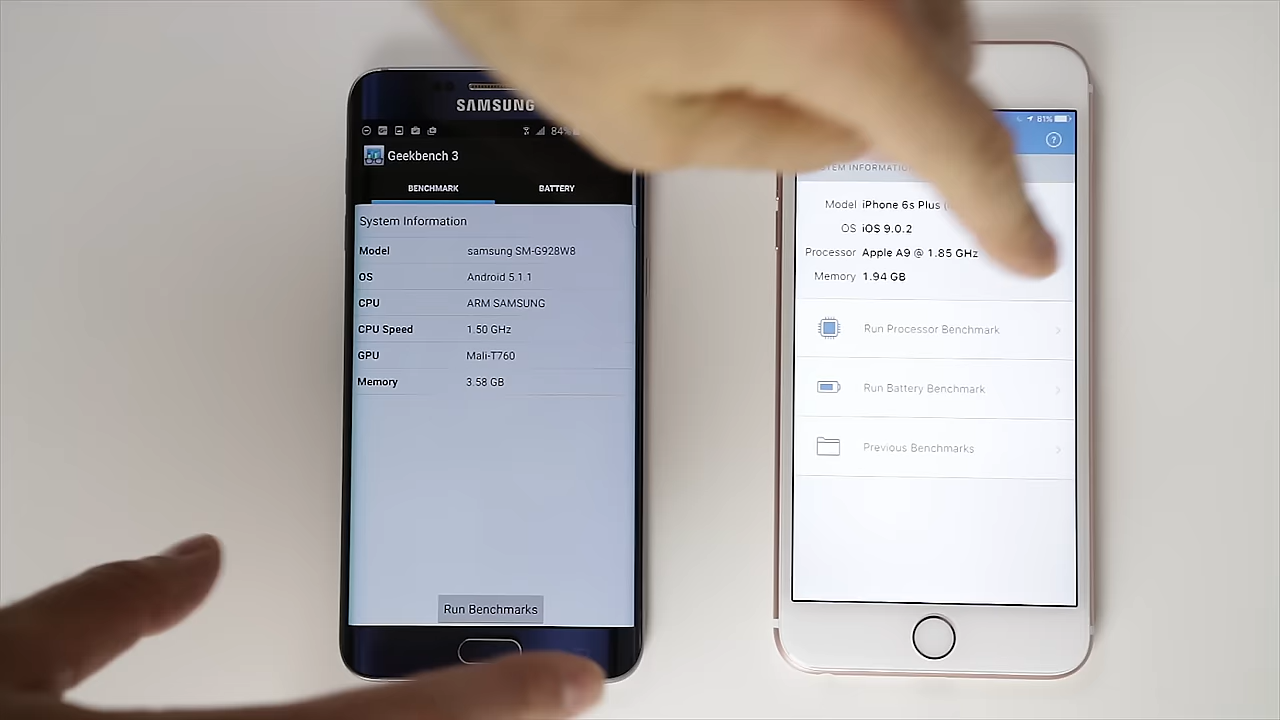 SAMSUNG
84%
Geekbench 3
BENCHMARK BATTERY
System Information
Model samsung SM-G928W8
OS Android 5.1.1
CPU ARM SAMSUNG
CPU Speed 1.50 GHz
GPU Mali-T760
Memory 3.58 GB
Run Benchmarks
81%
?
SYSTEM INFORMATION
Model iPhone 6s Plus (
OS iOS 9.0.2
Processor Apple A9 @ 1.85 GHz
Memory 1.94 GB
Run Processor Benchmark
Run Battery Benchmark
Previous Benchmarks